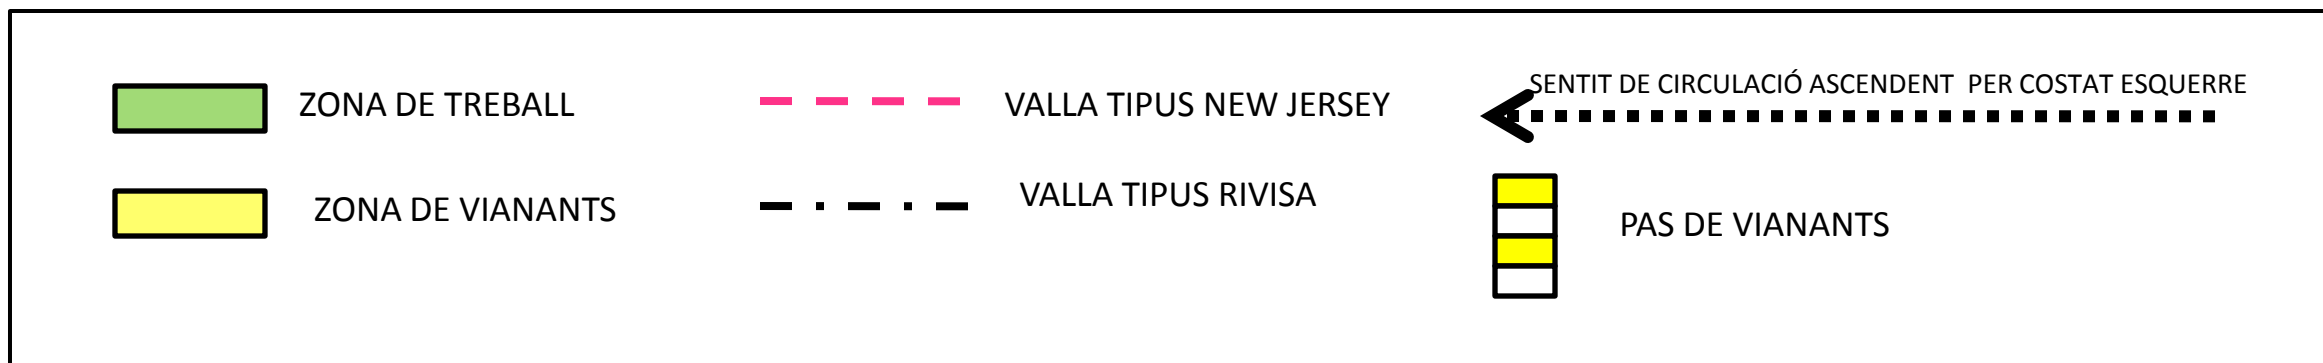 ZONA DE TREBALL
ZONA DE VIANANTS
VALLA TIPUS NEW JERSEY
VALLA TIPUS RIVISA
SENTIT DE CIRCULACIÓ ASCENDENT  PER COSTAT ESQUERRE
PAS DE VIANANTS